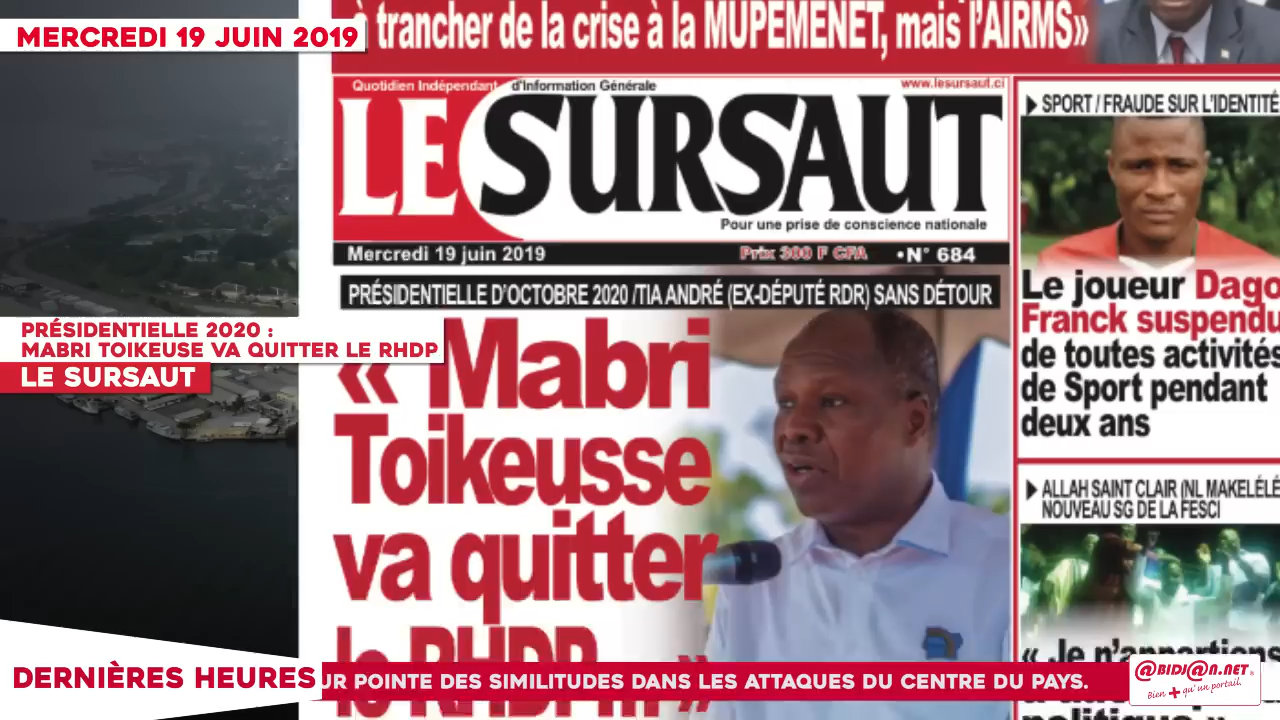 MERCREDI 19 JUIN 2019
à trancher de la crise à la MUPEMENET, mais l'AIRMS»
Quotidien Indépendant d'Information Générale
www.lesursaut.ci
LE SURSAUT
Pour une prise de conscience nationale
Mercredi 19 juin 2019 Prix 300 F CFA •N° 684
PRÉSIDENTIELLE D'OCTOBRE 2020 /TIA ANDRÉ (EX-DÉPUTÉ RDR) SANS DÉTOUR
« Mabri
Toikeusse
va quitter
le RHDP... »
PRÉSIDENTIELLE 2020 :
MABRI TOIKEUSE VA QUITTER LE RHDP
LE SURSAUT
SPORT / FRAUDE SUR L'IDENTITÉ
Le joueur Dago
Franck suspendu
de toutes activités
de Sport pendant
deux ans
ALLAH SAINT CLAIR (NL MAKELÉLÉ
NOUVEAU SG DE LA FESCI
« Je n'appartiens
politique »
DERNIÈRES HEURES
UR POINTE DES SIMILITUDES DANS LES ATTAQUES DU CENTRE DU PAYS.
@BIDJ@N.NET
Bien + qu'un portail.